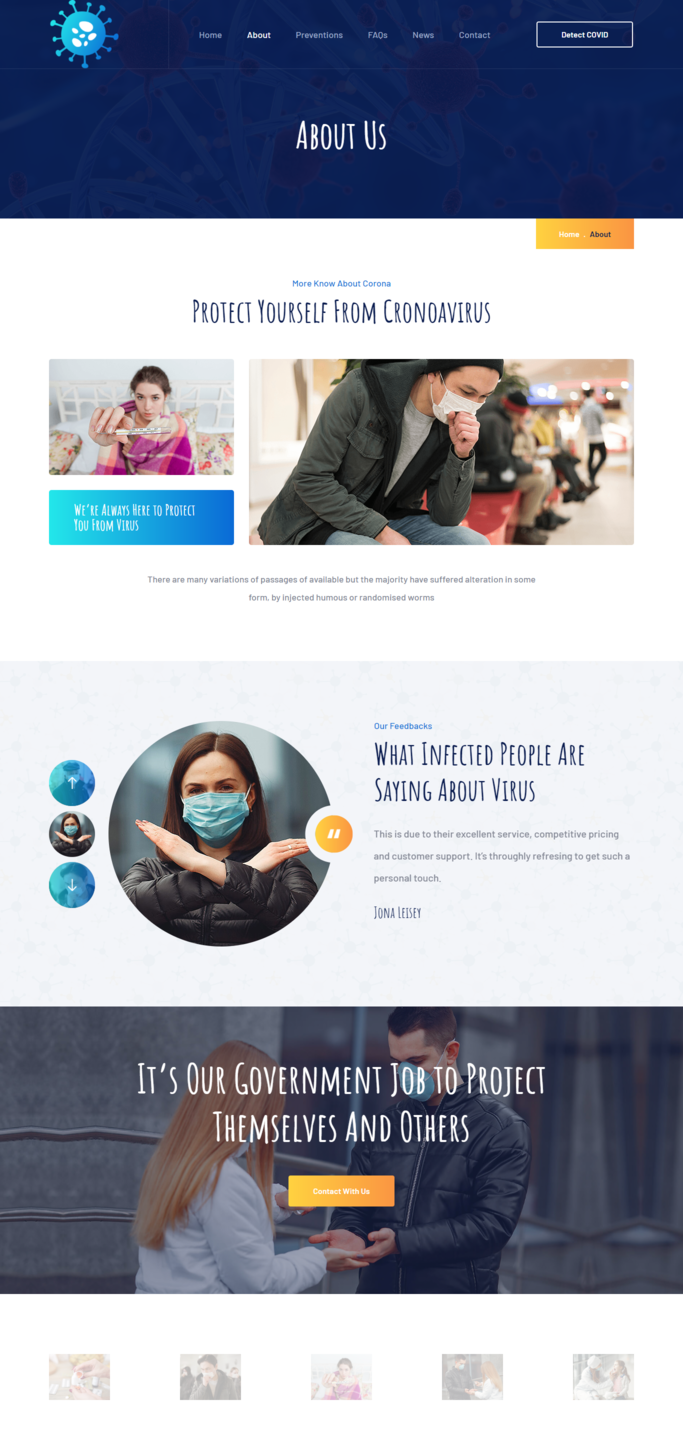 Home About Preventions FAQs News Contact Detect COVID
About Us
Home . About
More Know About Corona
Protect Yourself From Cronoavirus
We're Always Here to Protect
You From Virus
There are many variations of passages of available but the majority have suffered alteration in some
form, by injected humous or randomised worms
Our Feedbacks
What Infected People Are
Saying About Virus
This is due to their excellent service, competitive pricing
and customer support. It's throughly refresing to get such a
personal touch.
Jona Leisey
It's Our Government Job to Project
Themselves And Others
Contact With Us